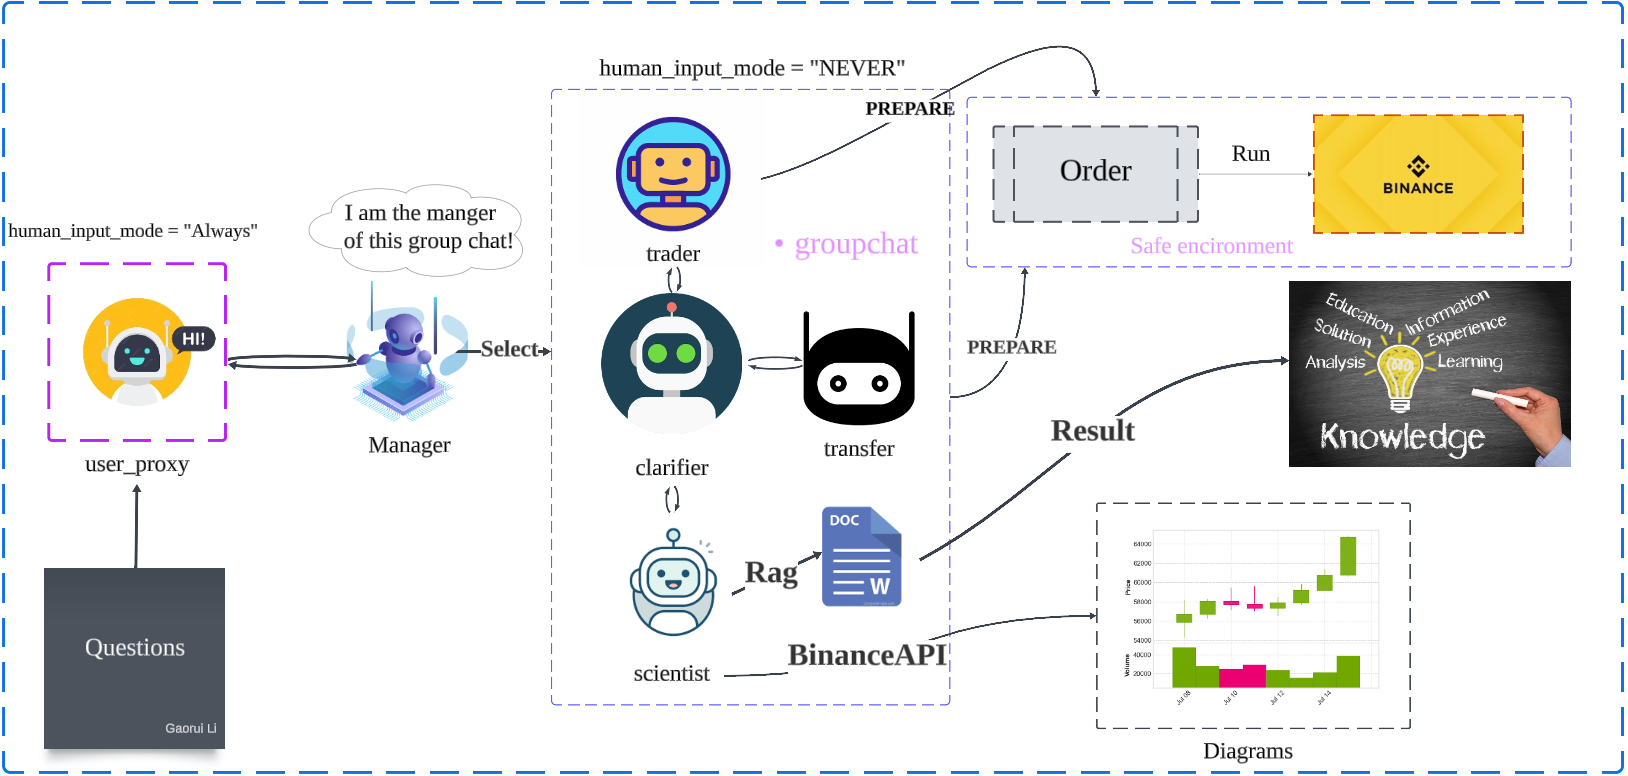 human_input_mode = "NEVER"
PREPARE
Order
Run
BINANCE
Safe encironment
trader
• groupchat
I am the manger
of this group chat!
human_input_mode = "Always"
HI!
Select
Manager
user_proxy
clarifier
transfer
PREPARE
Education
Information
Solution
Experience
Analysis
Learning
Knowledge
Result
DOC
W
Rag
BinanceAPI
scientist
Questions
Gaorui Li
Price
64000
62000
60000
58000
56000
54000
Volume
40000
20000
Jul 08
Jul 10
Jul 12
Jul 14
Diagrams